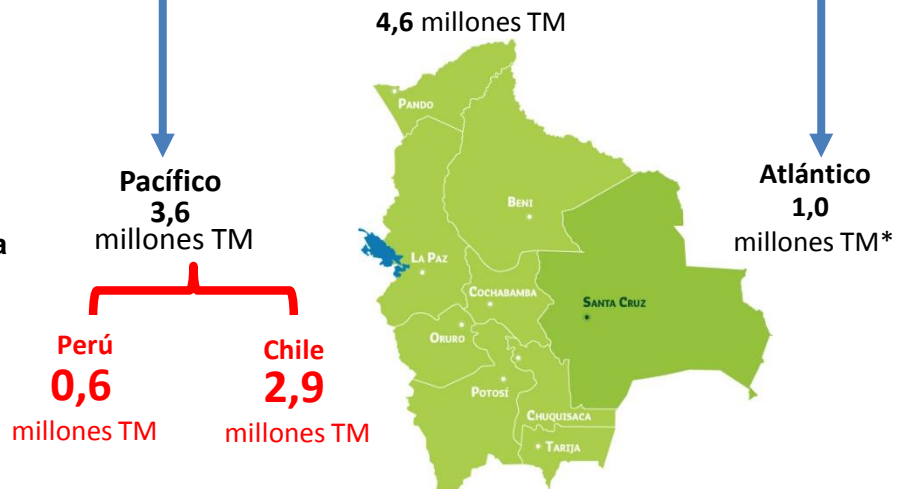 4,6 millones TM
Pacífico
3,6
millones TM
Atlántico
1,0
millones TM*
a
Perú
0,6
millones TM
Chile
2,9
millones TM
PANDO
BENI
LA PAZ
COCHABAMBA
SANTA CRUZ
ORURO
POTOSÍ
CHUQUISACA
TARIJA